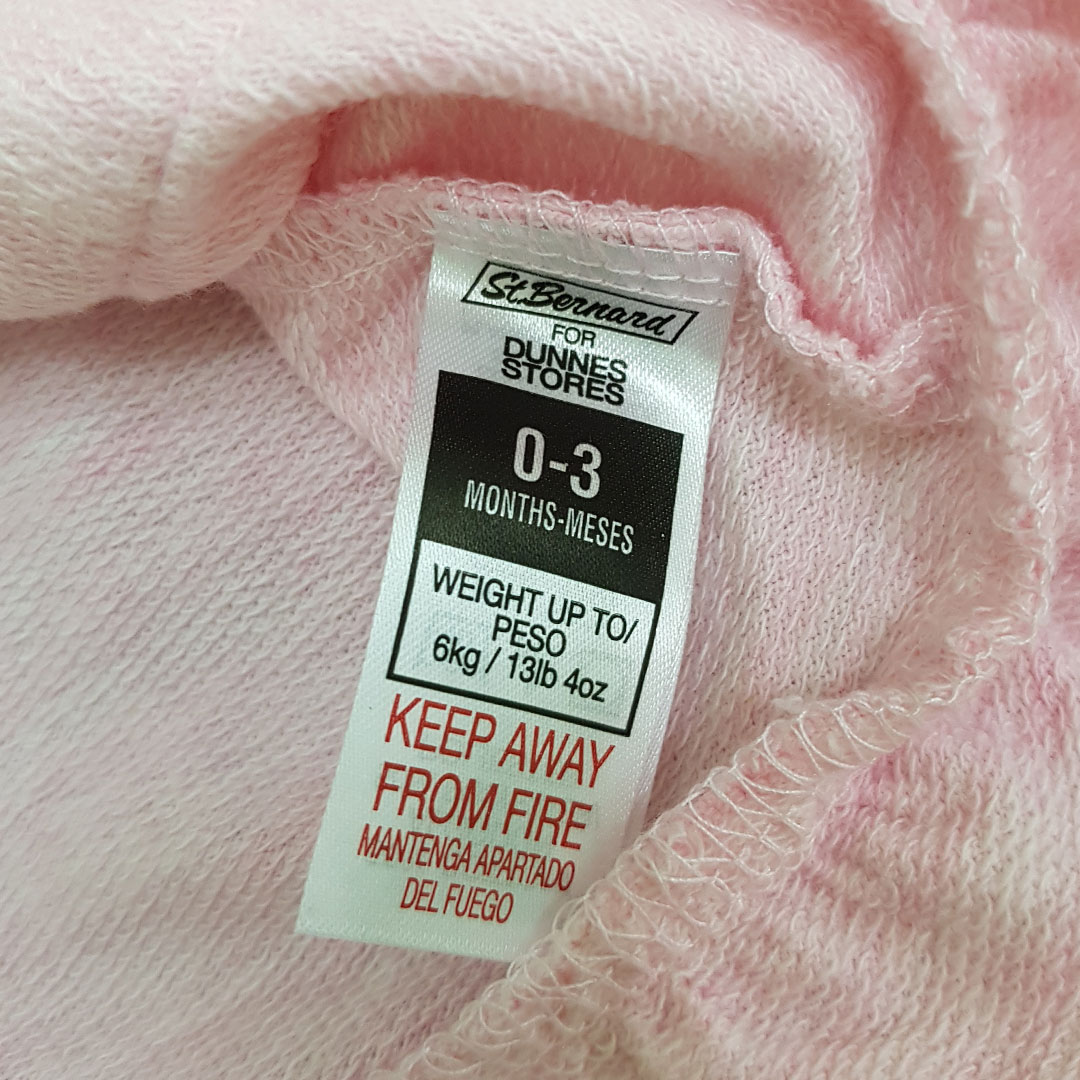 St.Bernard
FOR
DUNNES
STORES
0-3
MONTHS-MESES
WEIGHT UP TO/
PESO
6kg / 13lb 4oz
KEEP AWAY
FROM FIRE
MANTENGA APARTADO
DEL FUEGO